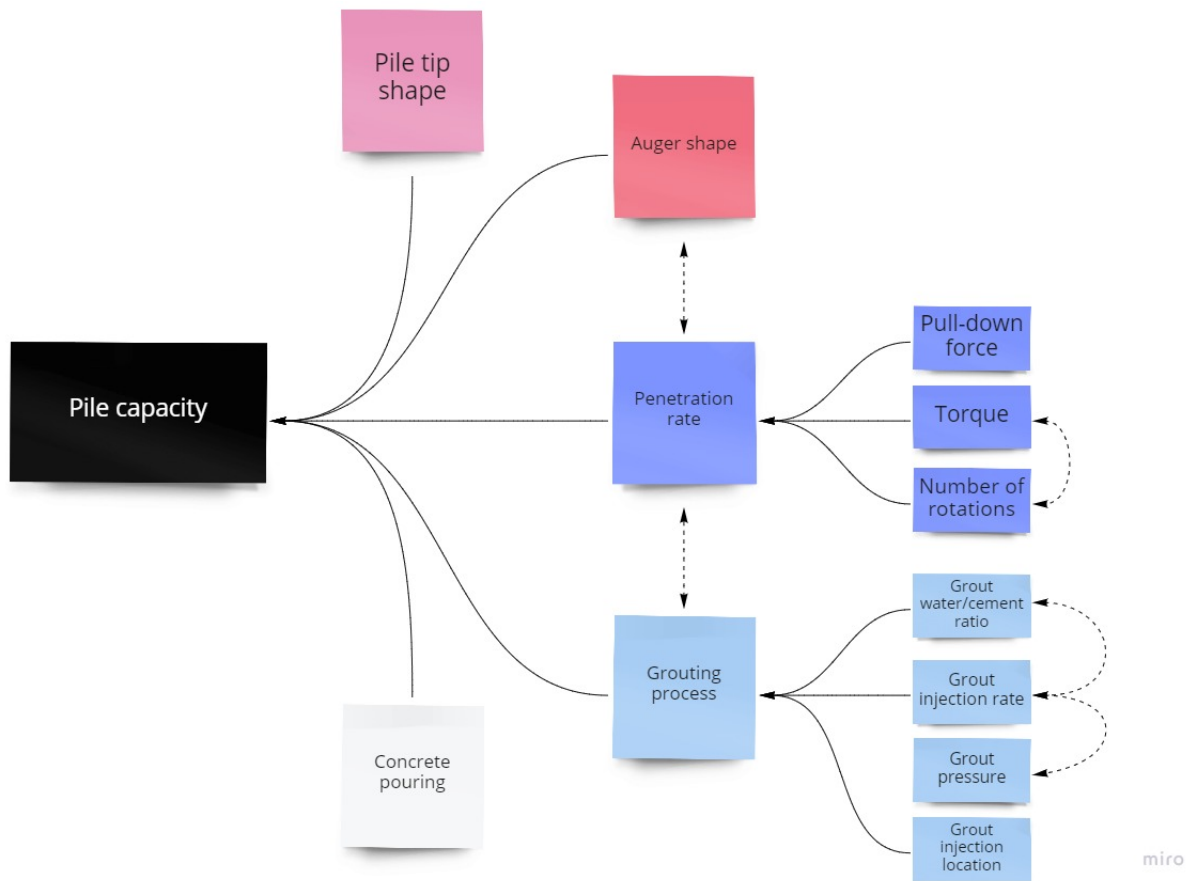 Pile tip
shape
Auger shape
Pile capacity
Penetration
rate
Pull-down
force
Torque
Number of
rotations
Grouting
process
Grout
water/cement
ratio
Grout
injection rate
Grout
pressure
Grout
injection
location
Concrete
pouring
miro